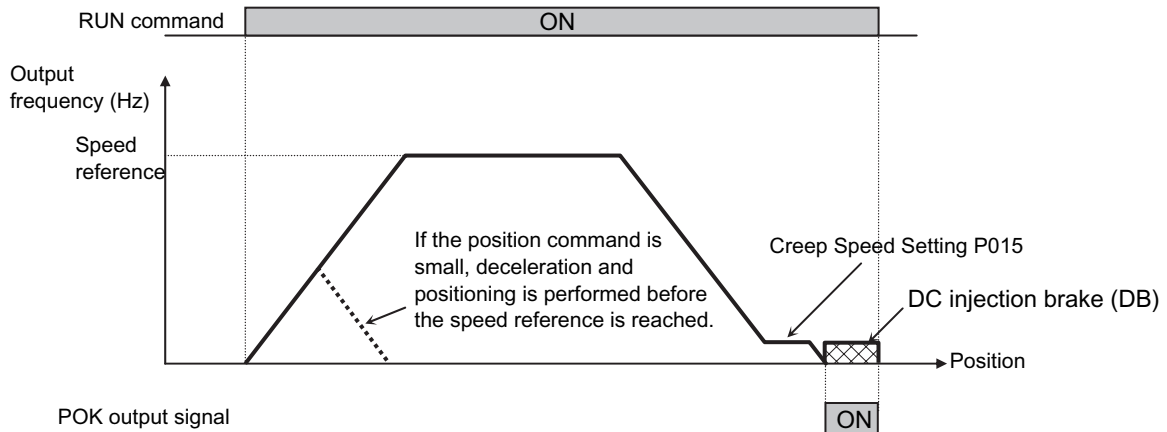 RUN command
ON
Output
frequency (Hz)
Speed
reference
If the position command is
small, deceleration and
positioning is performed before
the speed reference is reached.
Creep Speed Setting P015
DC injection brake (DB)
Position
POK output signal
ON